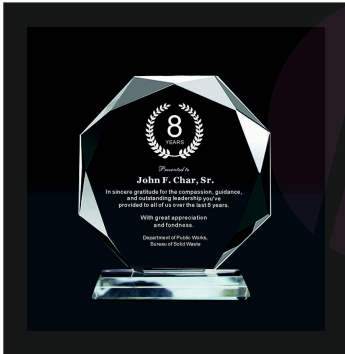 8
YEARS
Presented to
John F. Char, Sr.
In sincere gratitude for the compassion, guidance,
and outstanding leadership you've
provided to all of us over the last 8 years.
With great appreciation
and fondness.
Department of Public Works,
Bureau of Solid Waste